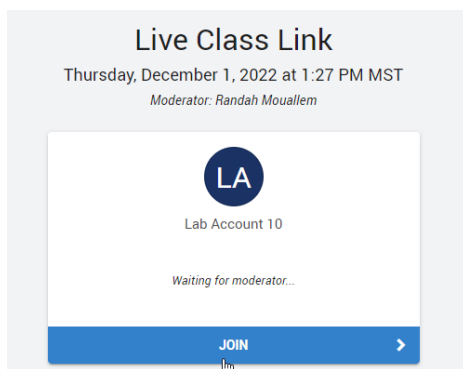 Live Class Link
Thursday, December 1, 2022 at 1:27 PM MST
Moderator: Randah Mouallem
LA
Lab Account 10
Waiting for moderator...
JOIN